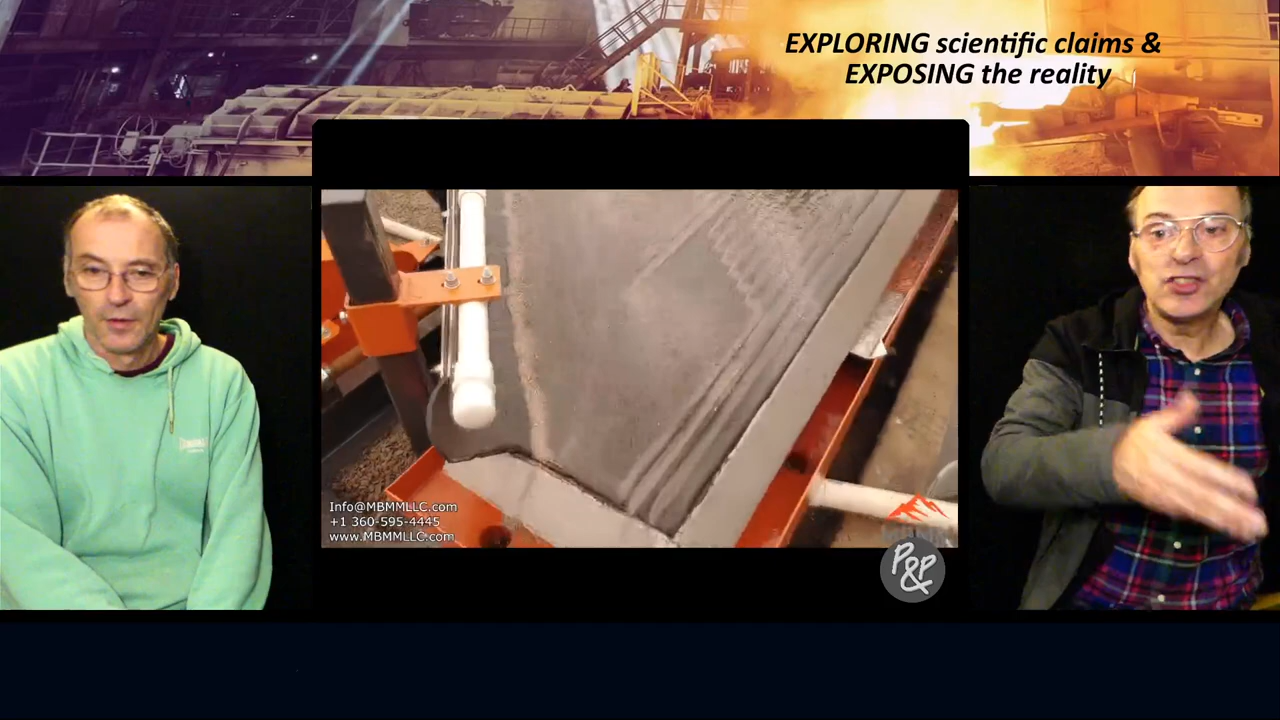 EXPLORING scientific claims &
EXPOSING the reality
Info@MBMMLLC.com
+1 360-595-4445
www.MBMMLLC.com
P&P